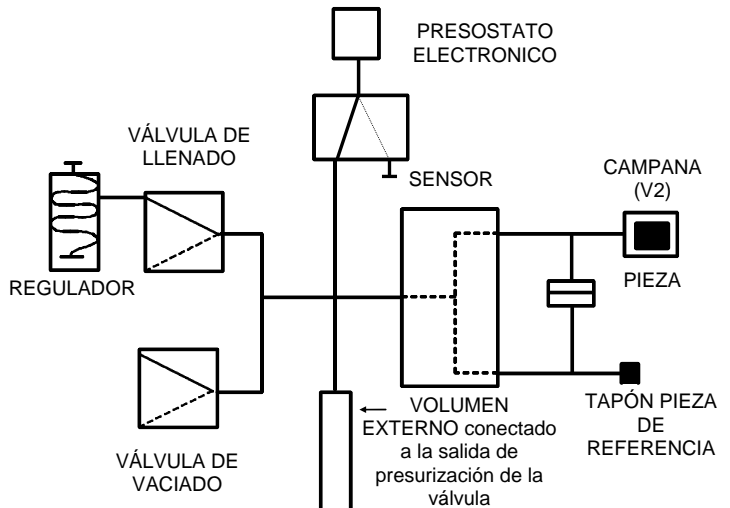 PRESOSTATO
ELECTRONICO
VÁLVULA DE
LLENADO
SENSOR
CAMPANA
(V2)
REGULADOR
PIEZA
VOLUMEN
EXTERNO conectado
a la salida de
presurización de la
válvula
TAPÓN PIEZA
DE
REFERENCIA
VÁLVULA DE
VACIADO